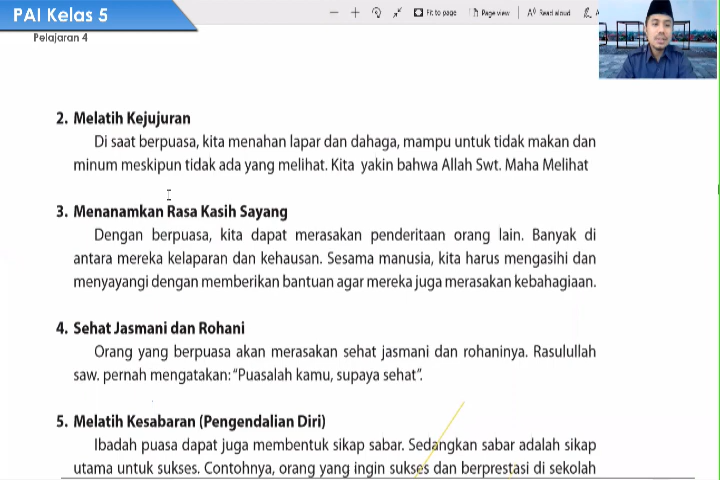 PAI Kelas 5
Fit to page
Page view
Read aloud
Pelajaran 4
2. Melatih Kejujuran
Di saat berpuasa, kita menahan lapar dan dahaga, mampu untuk tidak makan dan
minum meskipun tidak ada yang melihat. Kita yakin bahwa Allah Swt. Maha Melihat
3. Menanamkan Rasa Kasih Sayang
Dengan berpuasa, kita dapat merasakan penderitaan orang lain. Banyak di
antara mereka kelaparan dan kehausan. Sesama manusia, kita harus mengasihi dan
menyayangi dengan memberikan bantuan agar mereka juga merasakan kebahagiaan.
4. Sehat Jasmani dan Rohani
Orang yang berpuasa akan merasakan sehat jasmani dan rohaninya. Rasulullah
saw. pernah mengatakan: “Puasalah kamu, supaya sehat”.
5. Melatih Kesabaran (Pengendalian Diri)
Ibadah puasa dapat juga membentuk sikap sabar. Sedangkan sabar adalah sikap
utama untuk sukses. Contohnya, orang yang ingin sukses dan berprestasi di sekolah